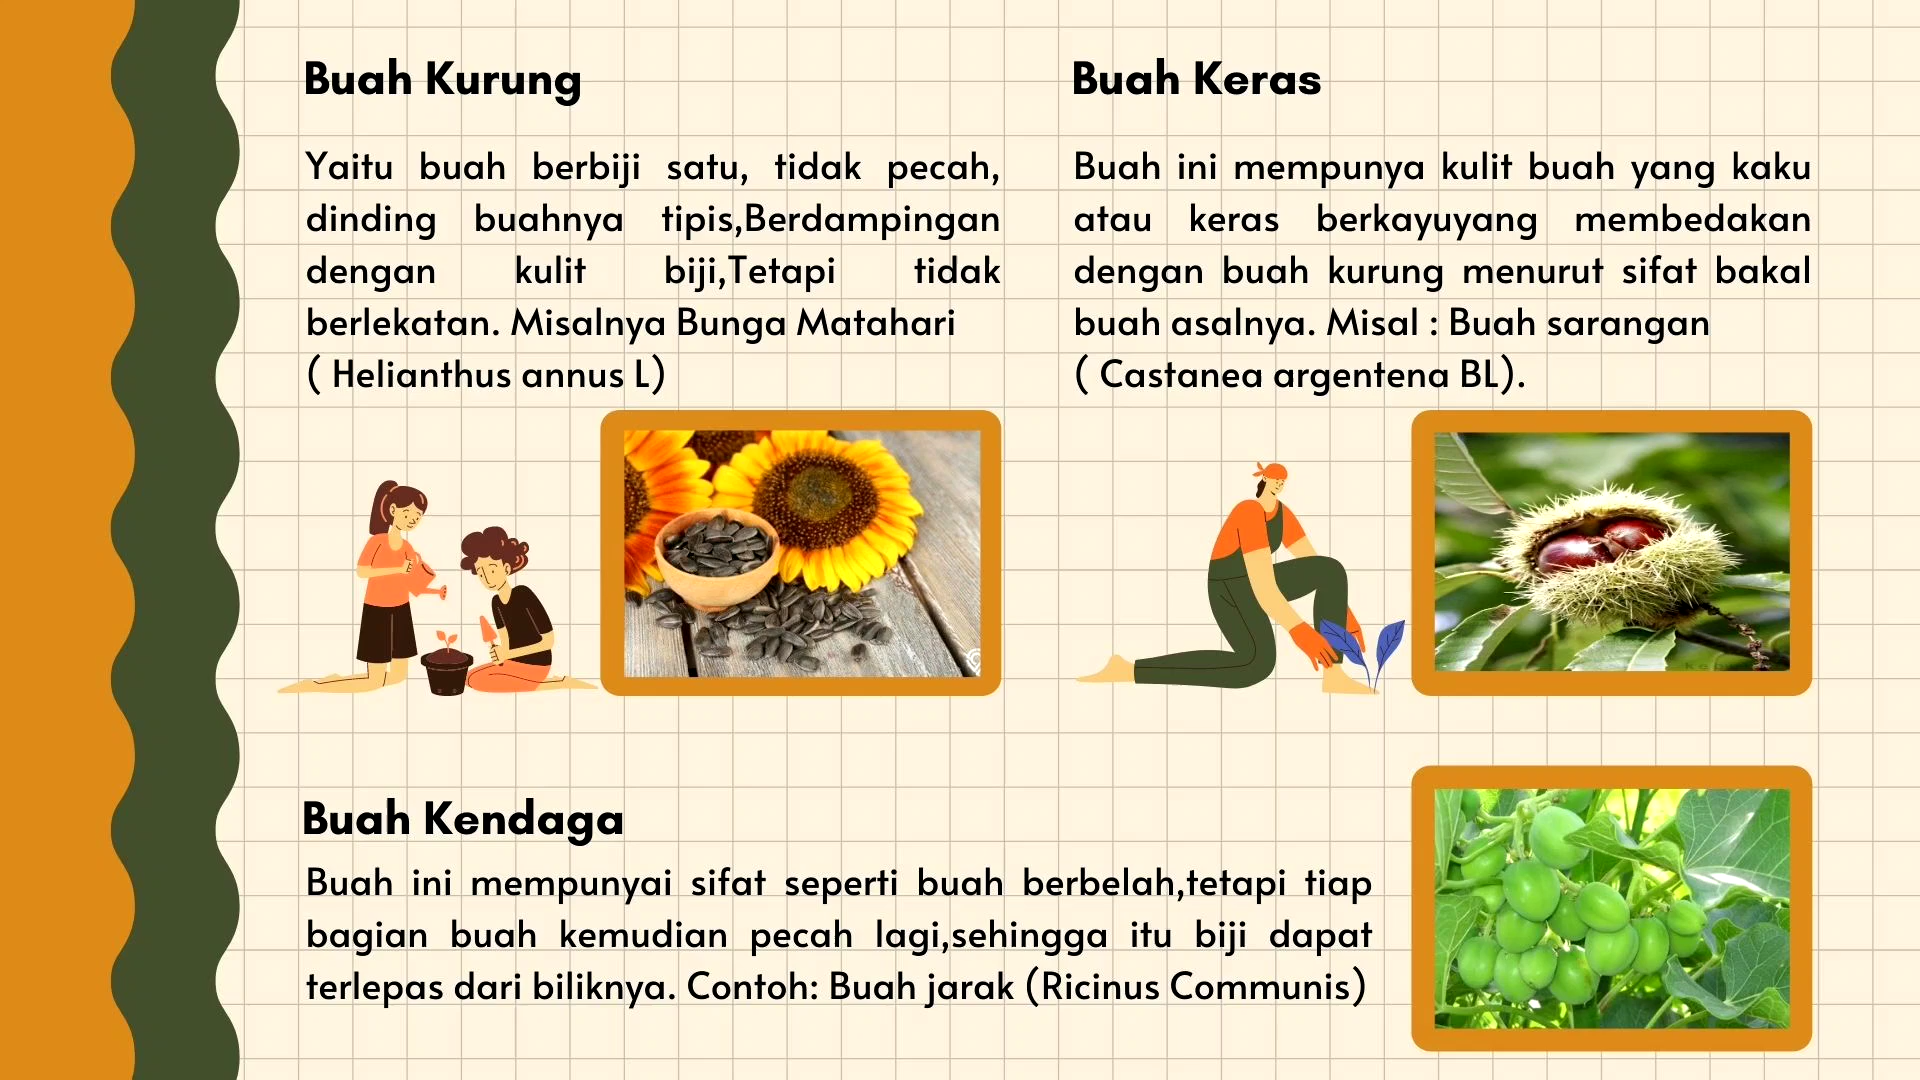 Buah Kurung
Yaitu buah berbiji satu, tidak pecah,
dinding buahnya tipis,Berdampingan
dengan kulit biji,Tetapi tidak
berlekatan. Misalnya Bunga Matahari
( Helianthus annus L)
Buah Keras
Buah ini mempunya kulit buah yang kaku
atau keras berkayuyang membedakan
dengan buah kurung menurut sifat bakal
buah asalnya. Misal : Buah sarangan
( Castanea argentena BL).
Buah Kendaga
Buah ini mempunyai sifat seperti buah berbelah,tetapi tiap
bagian buah kemudian pecah lagi,sehingga itu biji dapat
terlepas dari biliknya. Contoh: Buah jarak (Ricinus Communis)